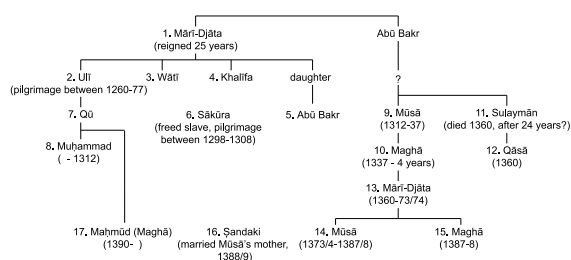 1. Mārī-Djāta
(reigned 25 years)
Abū Bakr
2. Ulī
(pilgrimage between 1260-77)
3. Wātī
4. Khalīfa
daughter
?
7. Qū
6. Sākūra
(freed slave, pilgrimage
between 1298-1308)
5. Abū Bakr
9. Mūsā
(1312-37)
11. Sulaymān
(died 1360, after 24 years?)
8. Muḥammad
( - 1312)
10. Maghā
(1337 - 4 years)
12. Qāsā
(1360)
13. Mārī-Djāta
(1360-73/74)
17. Maḥmūd (Maghā)
(1390- )
16. Ṣandaki
(married Mūsā's mother,
1388/9)
14. Mūsā
(1373/4-1387/8)
15. Maghā
(1387-8)